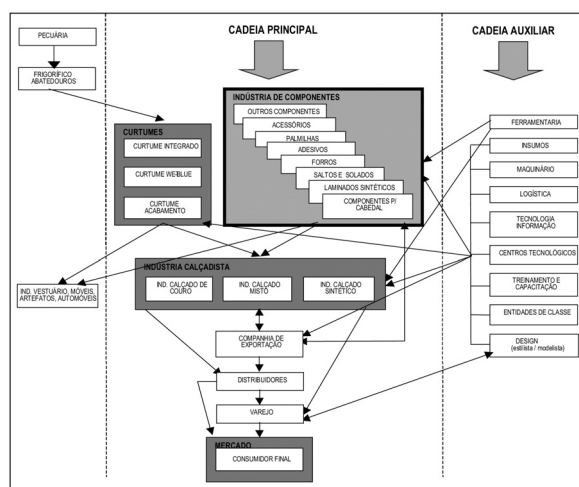 CADEIA PRINCIPAL
CADEIA AUXILIAR
PECUÁRIA
FRIGORÍFICO
ABATEDOUROS
INDÚSTRIA DE COMPONENTES
OUTROS COMPONENTES
ACESSÓRIOS
PALMILHAS
ADESIVOS
FORROS
SALTOS E SOLADOS
LAMINADOS SINTÉTICOS
COMPONENTES P/
CABEDAL
CURTUMES
CURTUME INTEGRADO
CURTUME WE-BLUE
CURTUME
ACABAMENTO
FERRAMENTARIA
INSUMOS
MAQUINÁRIO
LOGÍSTICA
TECNOLOGIA
INFORMAÇÃO
CENTROS TECNOLÓGICOS
TREINAMENTO E
CAPACITAÇÃO
ENTIDADES DE CLASSE
DESIGN
(estilista / modelista)
IND. VESTUÁRIO, MÓVEIS,
ARTEFATOS, AUTOMÓVEIS
INDÚSTRIA CALÇADISTA
IND. CALÇADO DE
COURO
IND. CALÇADO
MISTO
IND. CALÇADO
SINTÉTICO
COMPANHIA DE
EXPORTAÇÃO
DISTRIBUIDORES
VAREJO
MERCADO
CONSUMIDOR FINAL